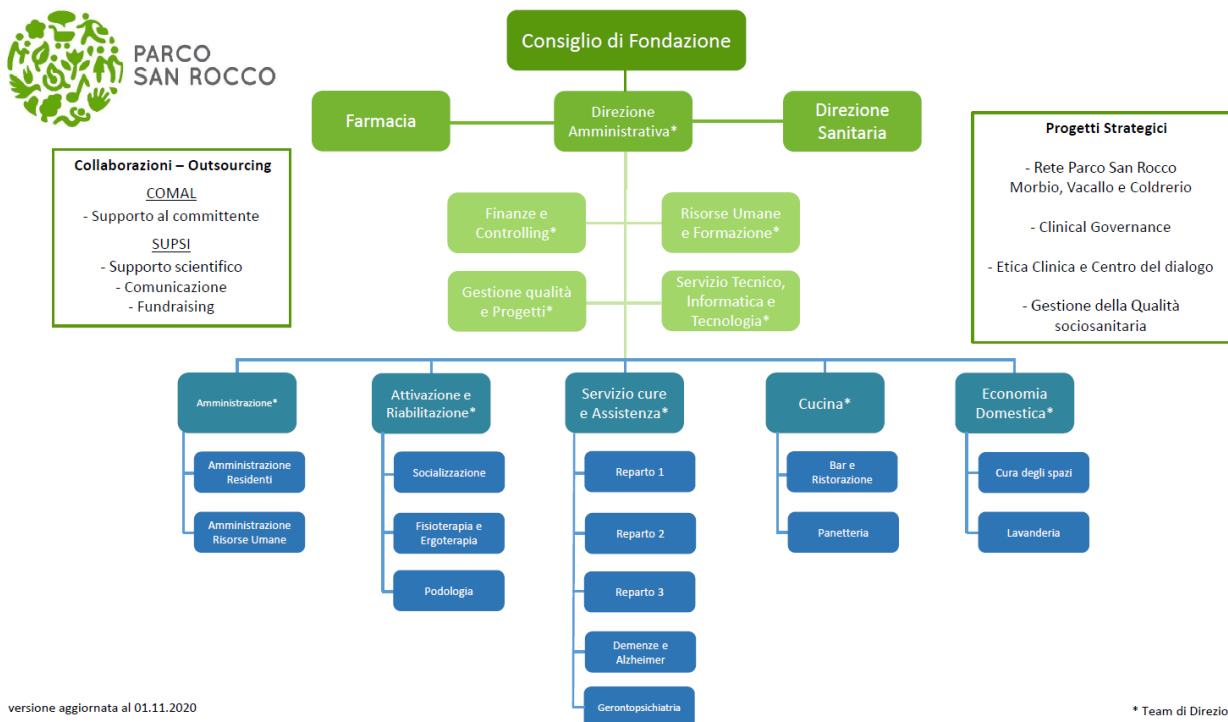 PARCO
SAN ROCCO
Consiglio di Fondazione
Farmacia
Direzione
Amministrativa*
Direzione
Sanitaria
Collaborazioni – Outsourcing
COMAL
- Supporto al committente
SUPSI
- Supporto scientifico
- Comunicazione
- Fundraising
Progetti Strategici
- Rete Parco San Rocco
Morbio, Vacallo e Coldrerio
- Clinical Governance
- Etica Clinica e Centro del dialogo
- Gestione della Qualità
sociosanitaria
Finanze e
Controlling*
Risorse Umane
e Formazione*
Gestione qualità
e Progetti*
Servizio Tecnico,
Informatica e
Tecnologia*
Amministrazione*
Attivazione e
Riabilitazione*
Servizio cure
e Assistenza*
Cucina*
Economia
Domestica*
Amministrazione
Residenti
Amministrazione
Risorse Umane
Socializzazione
Fisioterapia e
Ergoterapia
Podologia
Reparto 1
Reparto 2
Reparto 3
Demenze e
Alzheimer
Gerontopsichiatria
Bar e
Ristorazione
Panetteria
Cura degli spazi
Lavanderia
versione aggiornata al 01.11.2020
* Team di Direzio